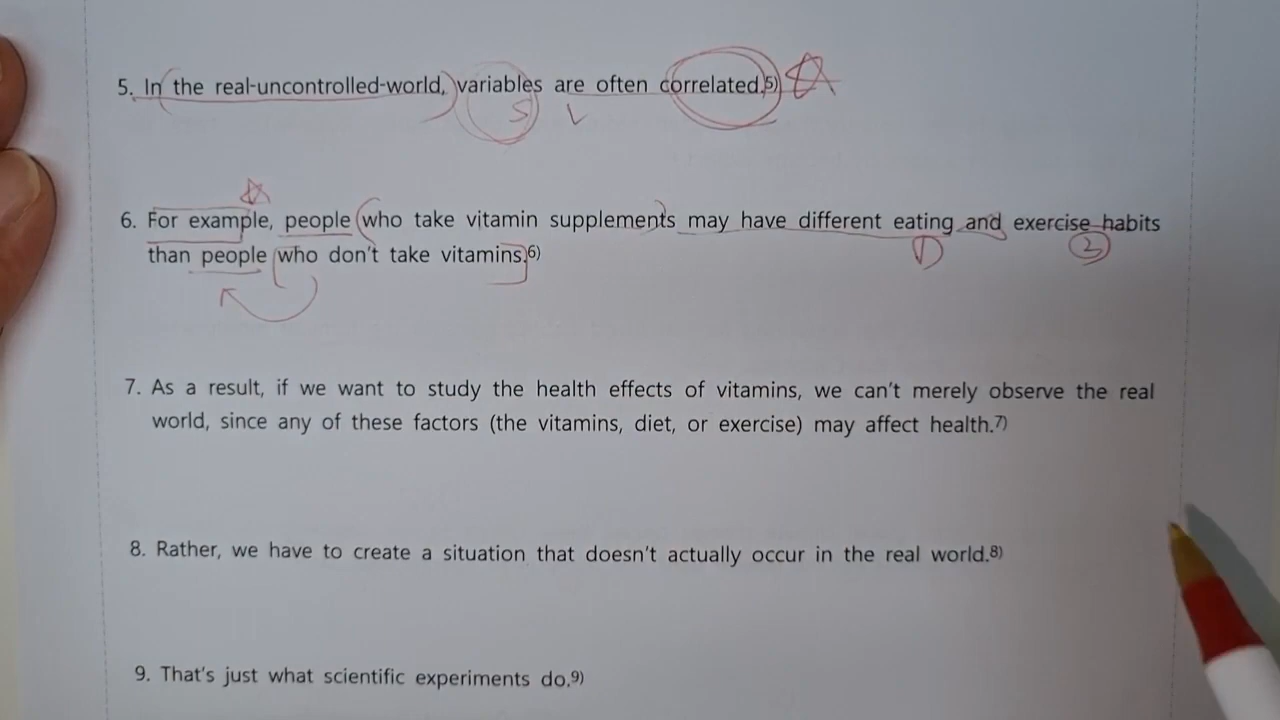 5. In the real-uncontrolled-world, variables are often correlated.5)
S V
6. For example, people who take vitamin supplements may have different eating and exercise habits
① ②
than people who don't take vitamins.6)
7. As a result, if we want to study the health effects of vitamins, we can't merely observe the real
world, since any of these factors (the vitamins, diet, or exercise) may affect health.7)
8. Rather, we have to create a situation that doesn't actually occur in the real world.8)
9. That's just what scientific experiments do.9)